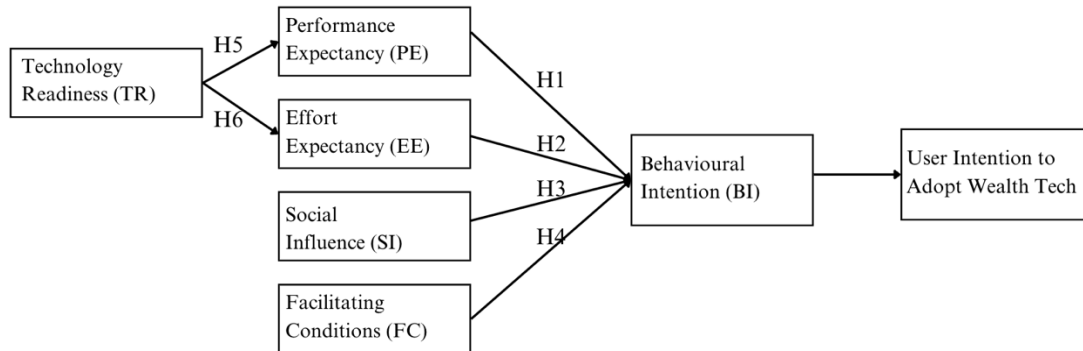 Technology
Readiness (TR)
H5
H6
Performance
Expectancy (PE)
Effort
Expectancy (EE)
Social
Influence (SI)
Facilitating
Conditions (FC)
H1
H2
H3
H4
Behavioural
Intention (BI)
User Intention to
Adopt Wealth Tech